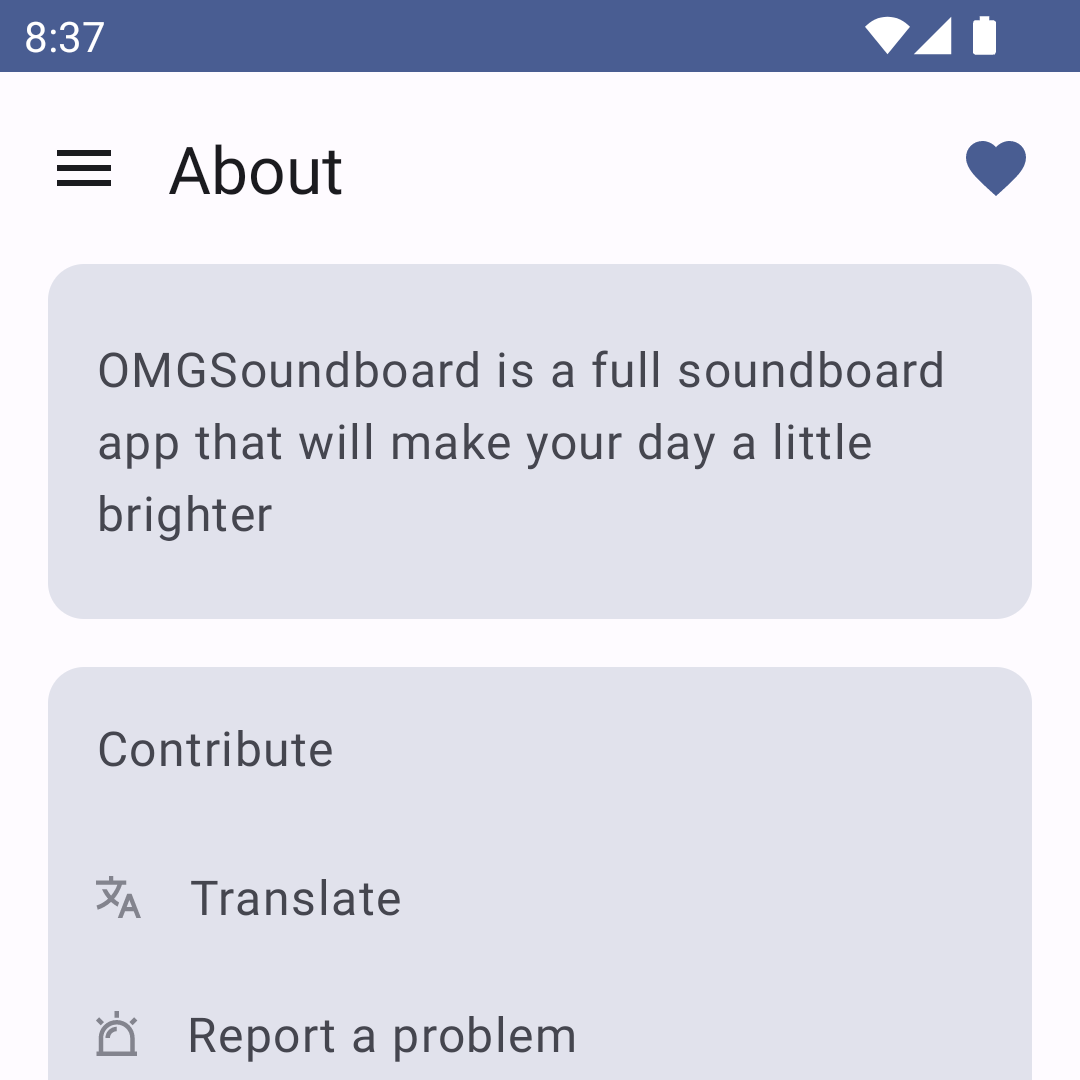 8:37
About
OMGSoundboard is a full soundboard
app that will make your day a little
brighter
Contribute
Translate
Report a problem